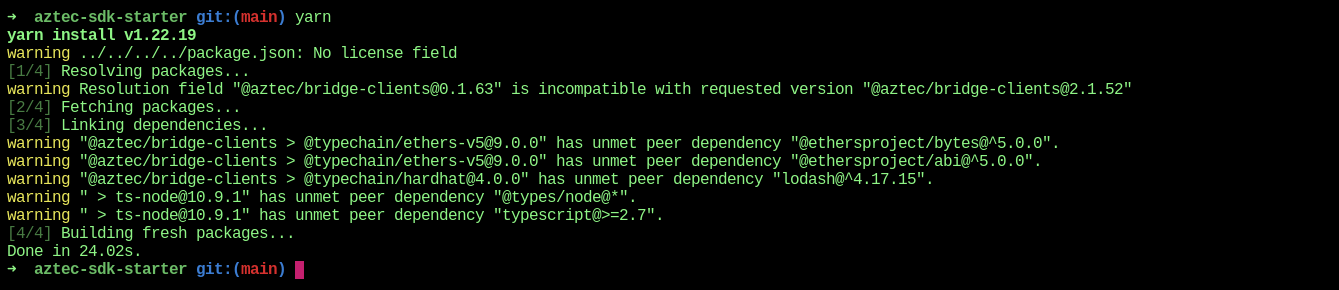 ➜  aztec-sdk-starter git:(main) yarn
yarn install v1.22.19
warning ../../../../package.json: No license field
[1/4] Resolving packages...
warning Resolution field "@aztec/bridge-clients@0.1.63" is incompatible with requested version "@aztec/bridge-clients@2.1.52"
[2/4] Fetching packages...
[3/4] Linking dependencies...
warning "@aztec/bridge-clients > @typechain/ethers-v5@9.0.0" has unmet peer dependency "@ethersproject/bytes@^5.0.0".
warning "@aztec/bridge-clients > @typechain/ethers-v5@9.0.0" has unmet peer dependency "@ethersproject/abi@^5.0.0".
warning "@aztec/bridge-clients > @typechain/hardhat@4.0.0" has unmet peer dependency "lodash@^4.17.15".
warning " > ts-node@10.9.1" has unmet peer dependency "@types/node@*".
warning " > ts-node@10.9.1" has unmet peer dependency "typescript@>=2.7".
[4/4] Building fresh packages...
Done in 24.02s.
➜  aztec-sdk-starter git:(main)